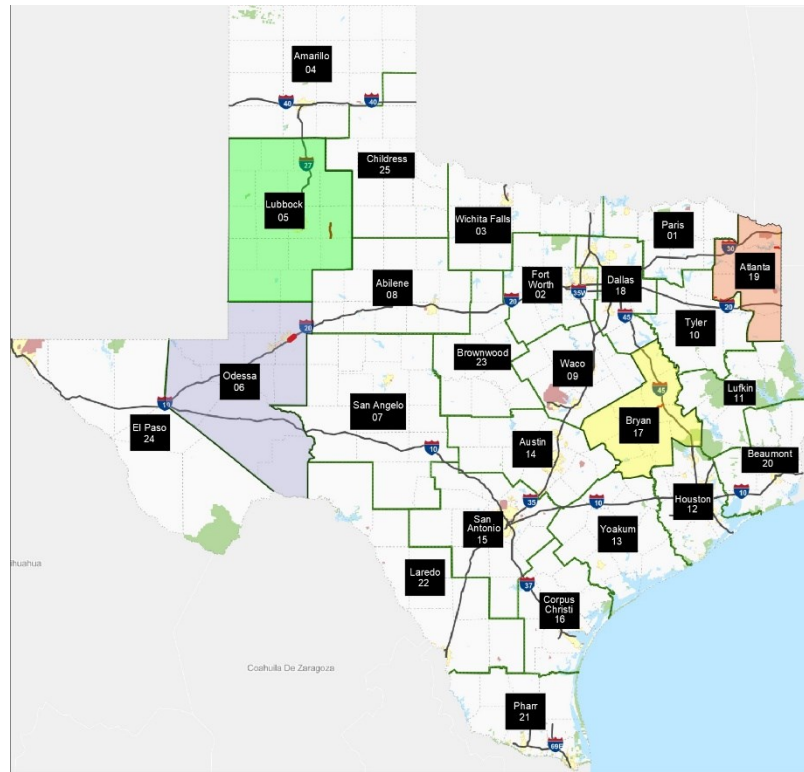 Amarillo
04
40
40
27
Childress
25
Lubbock
05
Wichita Falls
03
Paris
01
30
Atlanta
19
Fort
Worth
02
Dallas
18
35W
20
20
Abilene
08
45
Tyler
10
20
Brownwood
23
Waco
09
45
Odessa
06
Lufkin
11
San Angelo
07
10
El Paso
24
Bryan
17
Austin
14
10
Beaumont
20
35
10
Houston
12
10
San
Antonio
15
Yoakum
13
Laredo
22
37
Corpus
Christi
16
ihuahua
Coahuila De Zaragoza
Pharr
21
69E